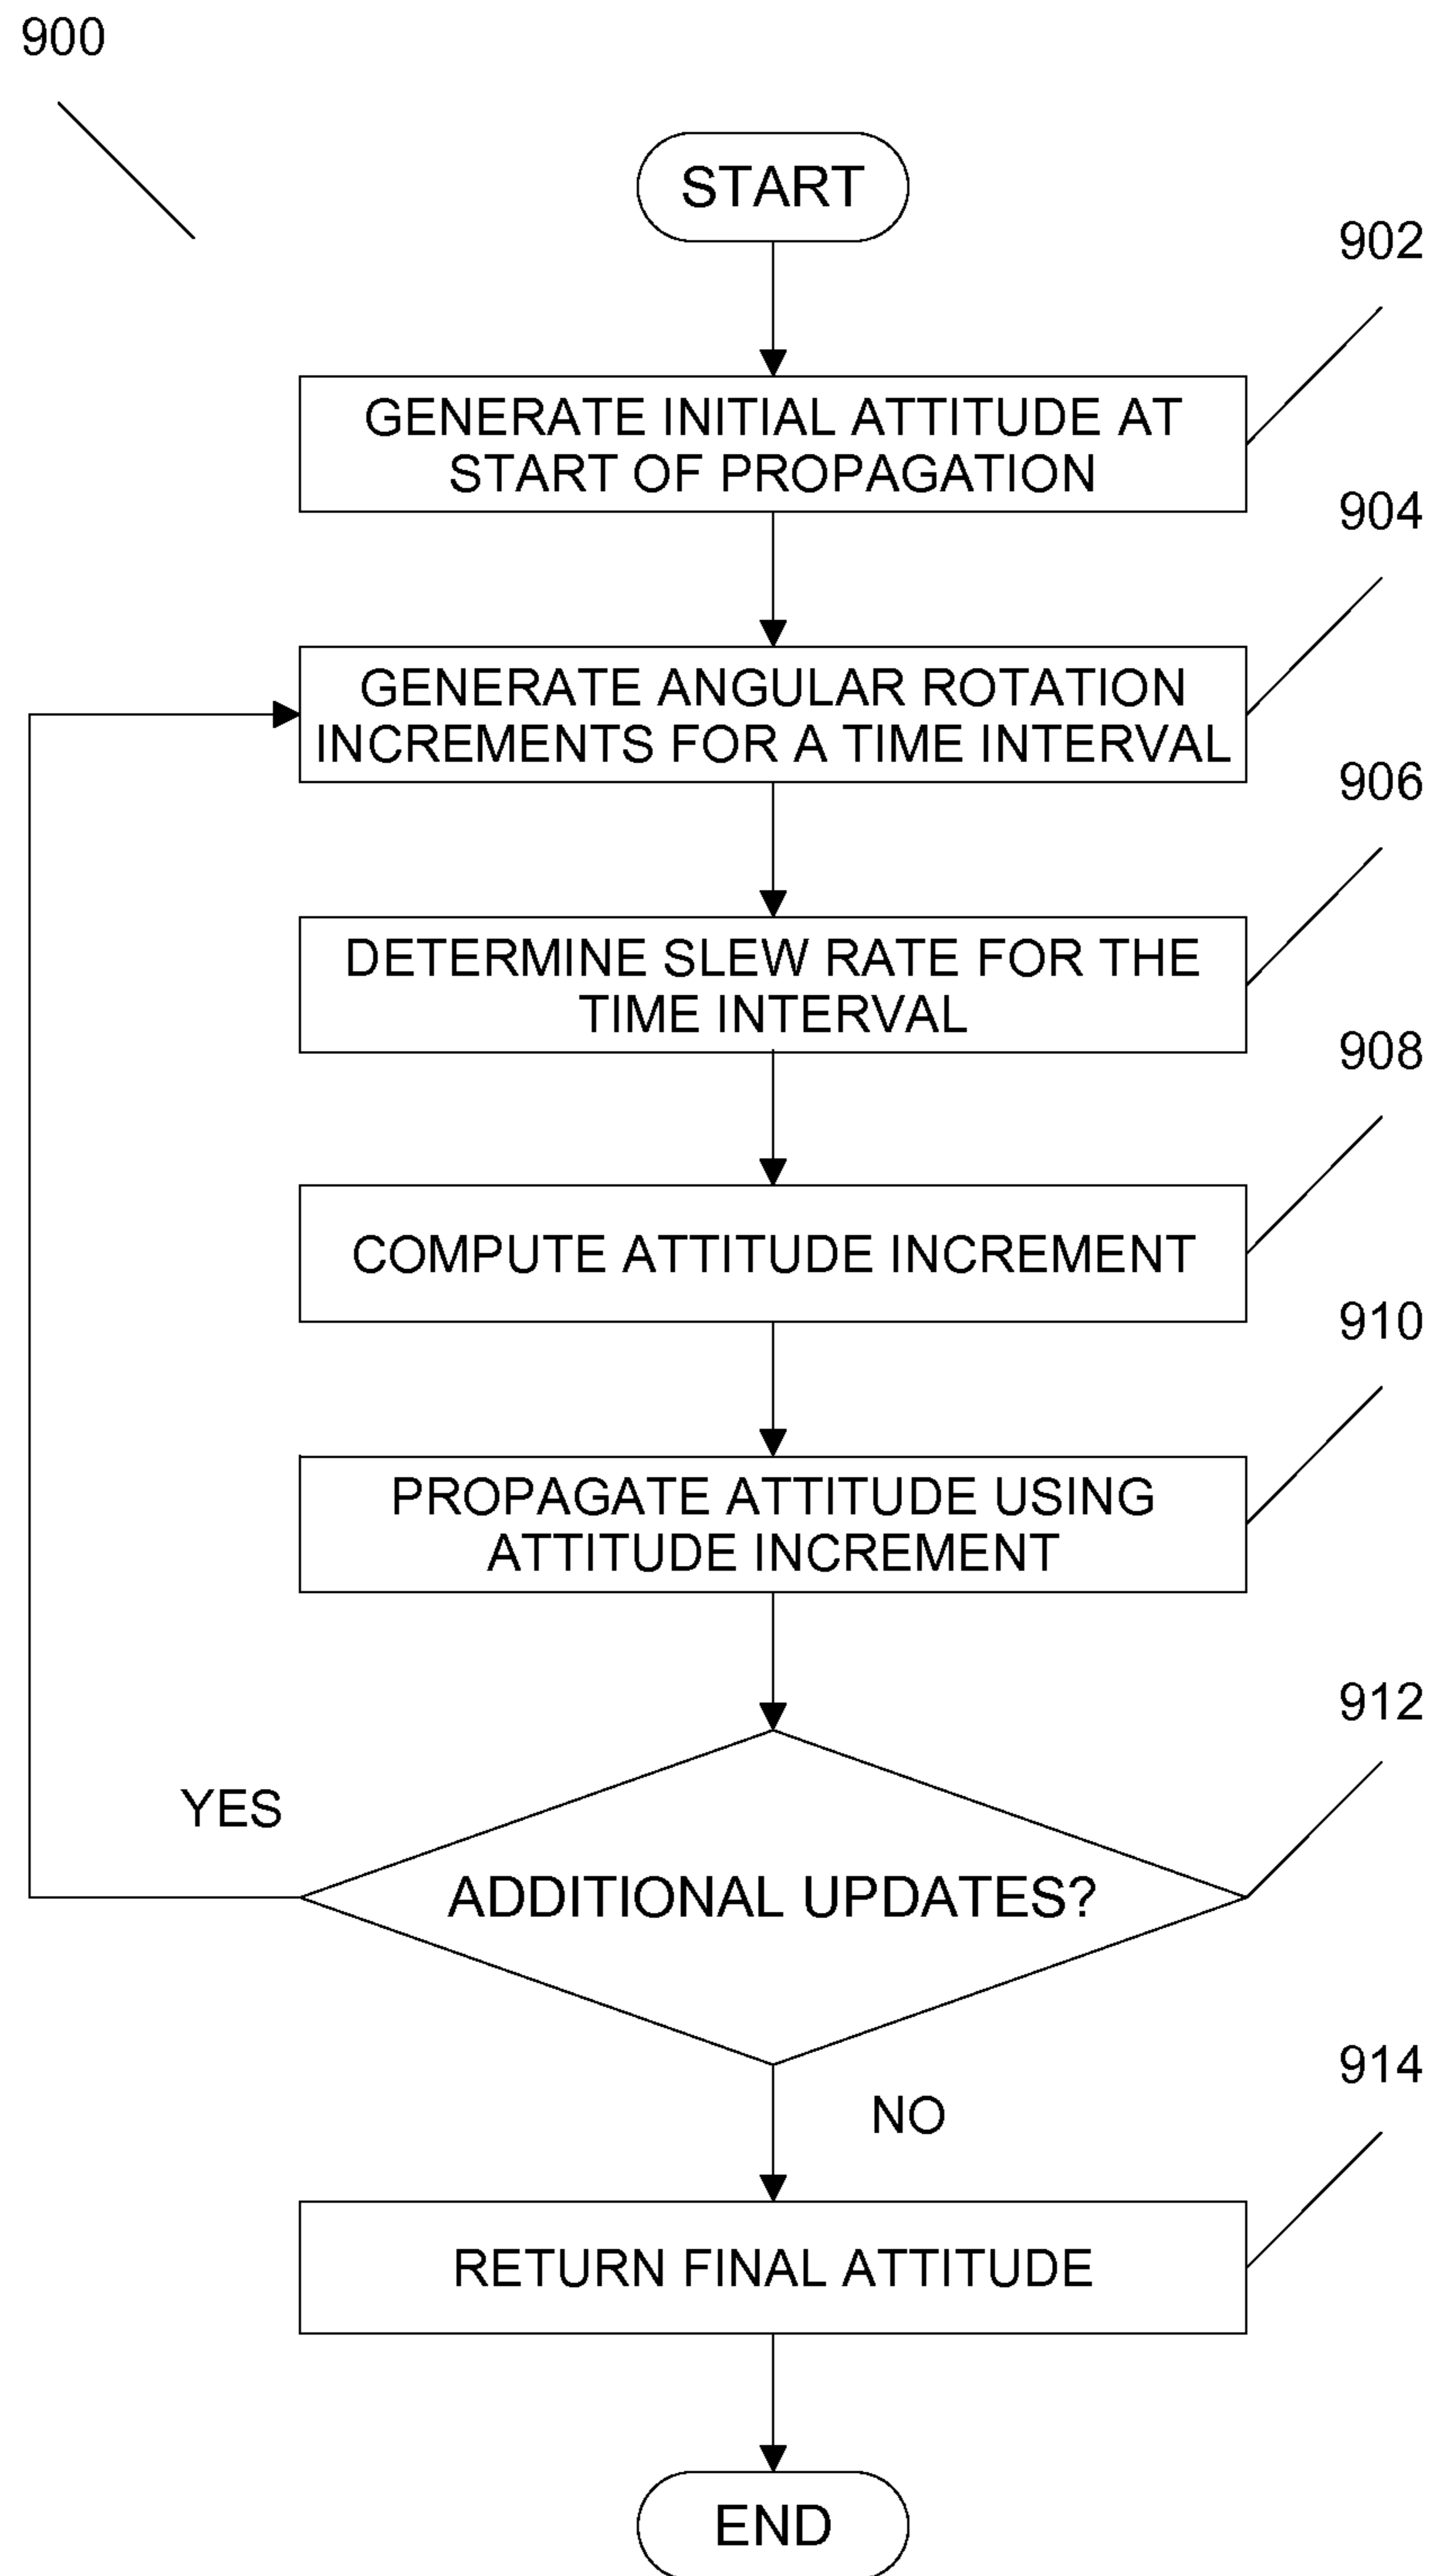 900
START
902
GENERATE INITIAL ATTITUDE AT
START OF PROPAGATION
904
GENERATE ANGULAR ROTATION
INCREMENTS FOR A TIME INTERVAL
906
DETERMINE SLEW RATE FOR THE
TIME INTERVAL
908
COMPUTE ATTITUDE INCREMENT
910
PROPAGATE ATTITUDE USING
ATTITUDE INCREMENT
912
YES
ADDITIONAL UPDATES?
914
NO
RETURN FINAL ATTITUDE
END